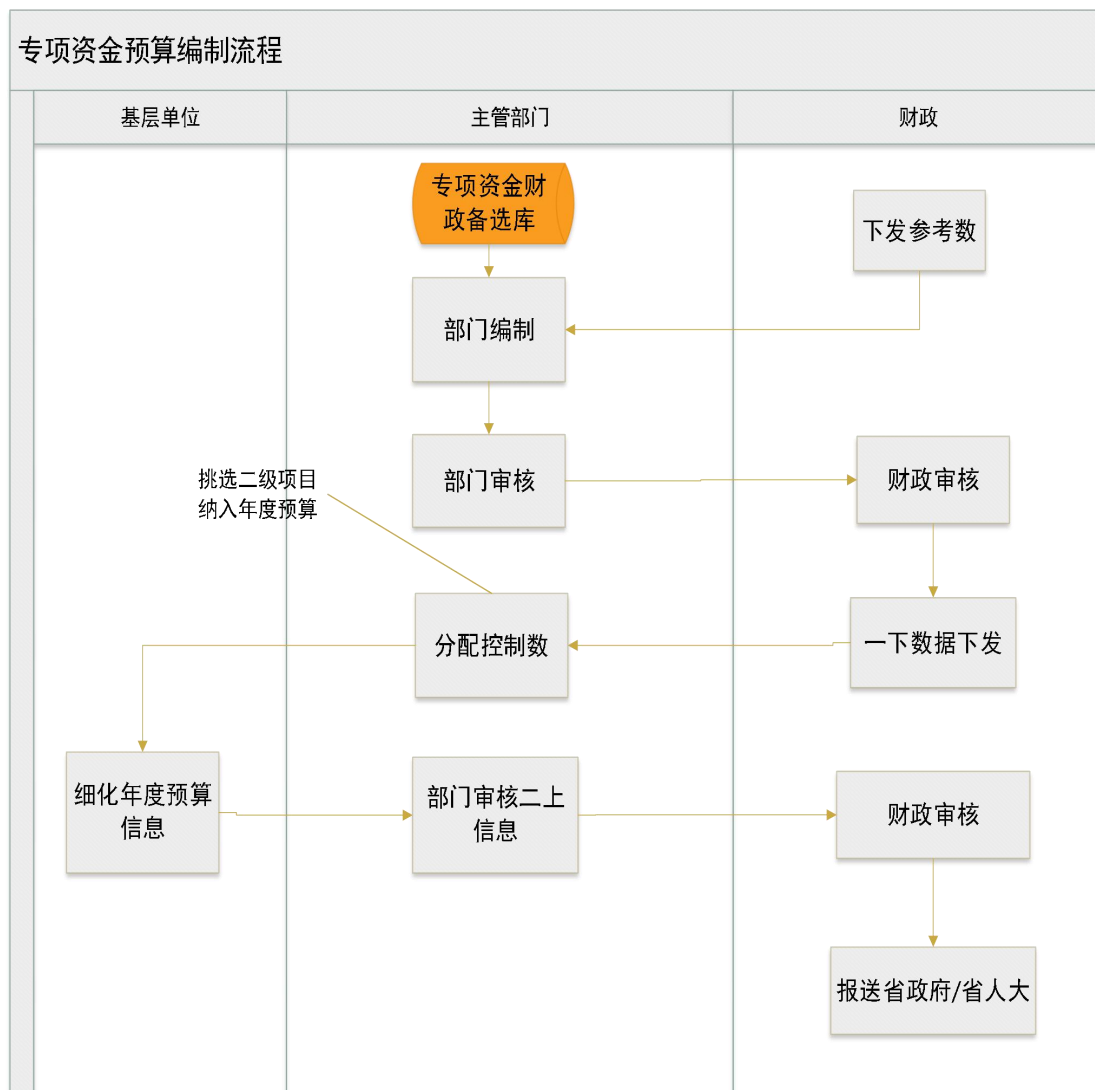 专项资金预算编制流程
基层单位
主管部门
财政
专项资金财
政备选库
下发参考数
部门编制
部门审核
财政审核
挑选二级项目
纳入年度预算
分配控制数
一下数据下发
细化年度预算
信息
部门审核二上
信息
财政审核
报送省政府/省人大